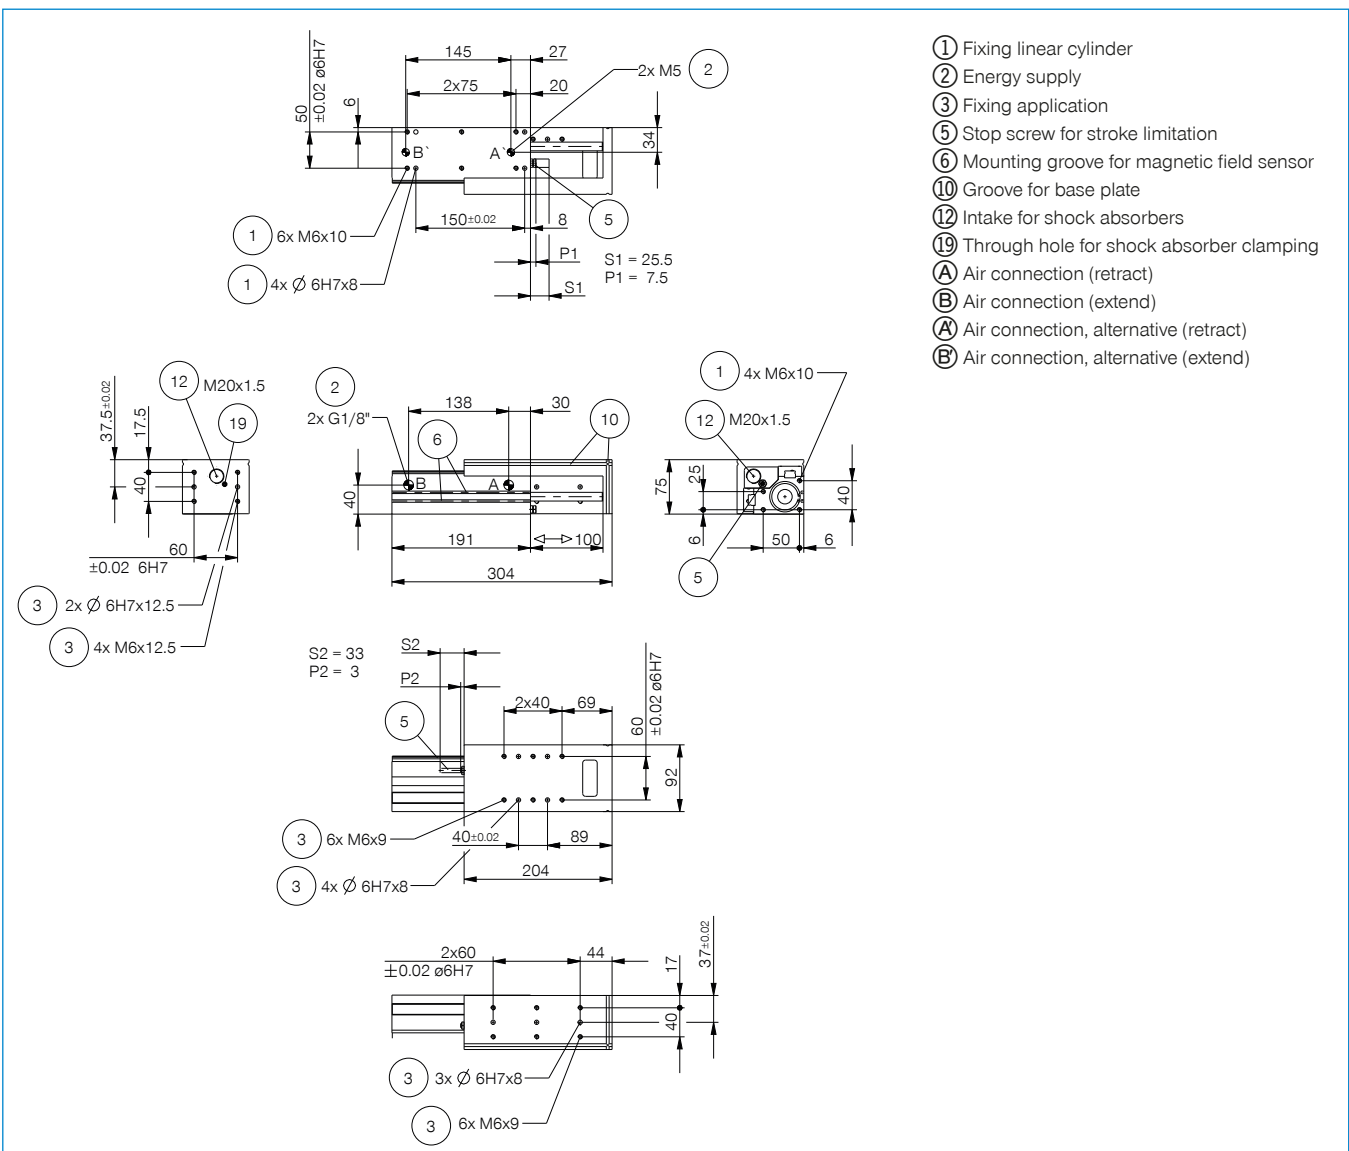 145
27
2x M5 2
2x75
20
50
±0.02 ø6H7
6
34
B`
A`
150±0.02
8
5
1 6x M6x10
1 4x Ø 6H7x8
P1
S1
S1 = 25.5
P1 = 7.5
① Fixing linear cylinder
② Energy supply
③ Fixing application
⑤ Stop screw for stroke limitation
⑥ Mounting groove for magnetic field sensor
⑩ Groove for base plate
⑫ Intake for shock absorbers
⑲ Through hole for shock absorber clamping
Ⓐ Air connection (retract)
Ⓑ Air connection (extend)
A' Air connection, alternative (retract)
B' Air connection, alternative (extend)
12 M20x1.5
19
37.5±0.02
17.5
40
60
±0.02 6H7
3 2x Ø 6H7x12.5
3 4x M6x12.5
2
2x G1/8"
138
30
6
10
B
A
40
191
100
304
1 4x M6x10
12 M20x1.5
75
25
6
40
50
6
5
S2 = 33
P2 = 3
S2
P2
5
2x40
69
60
±0.02 ø6H7
92
3 6x M6x9
40±0.02
89
3 4x Ø 6H7x8
204
2x60
±0.02 ø6H7
44
17
37±0.02
40
3 3x Ø 6H7x8
3 6x M6x9